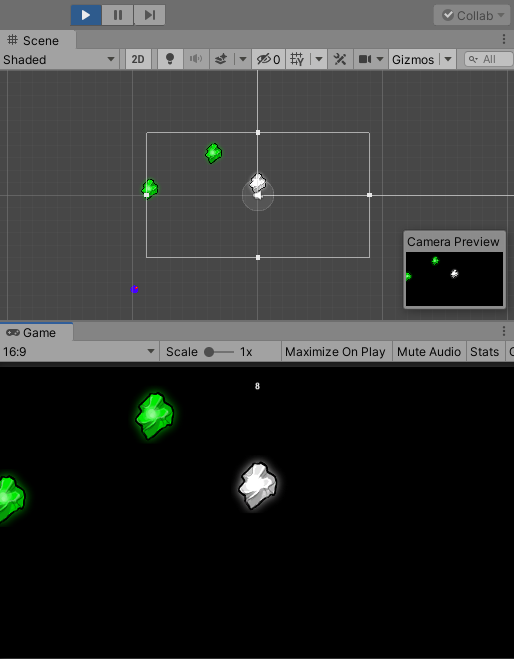 Collab
Scene
Shaded 2D 0 Gizmos All
Camera Preview
Game
16:9 Scale 1x Maximize On Play Mute Audio Stats
8